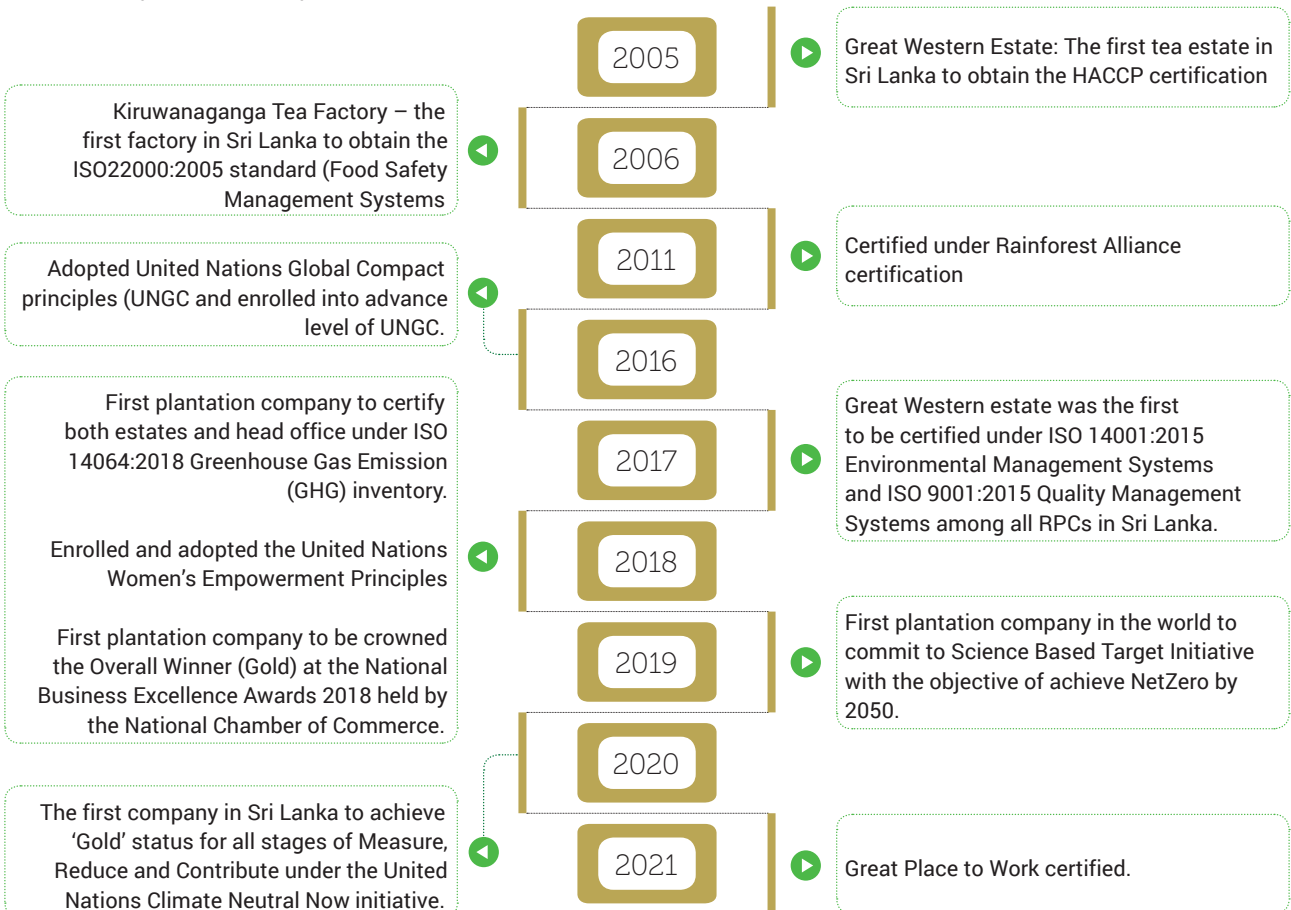 2005
Great Western Estate: The first tea estate in
Sri Lanka to obtain the HACCP certification
Kiruwanaganga Tea Factory – the
first factory in Sri Lanka to obtain the
ISO22000:2005 standard (Food Safety
Management Systems
2006
2011
Certified under Rainforest Alliance
certification
Adopted United Nations Global Compact
principles (UNGC and enrolled into advance
level of UNGC.
2016
2017
Great Western estate was the first
to be certified under ISO 14001:2015
Environmental Management Systems
and ISO 9001:2015 Quality Management
Systems among all RPCs in Sri Lanka.
First plantation company to certify
both estates and head office under ISO
14064:2018 Greenhouse Gas Emission
(GHG) inventory.
Enrolled and adopted the United Nations
Women's Empowerment Principles
First plantation company to be crowned
the Overall Winner (Gold) at the National
Business Excellence Awards 2018 held by
the National Chamber of Commerce.
2018
2019
First plantation company in the world to
commit to Science Based Target Initiative
with the objective of achieve NetZero by
2050.
2020
The first company in Sri Lanka to achieve
‘Gold’ status for all stages of Measure,
Reduce and Contribute under the United
Nations Climate Neutral Now initiative.
2021
Great Place to Work certified.